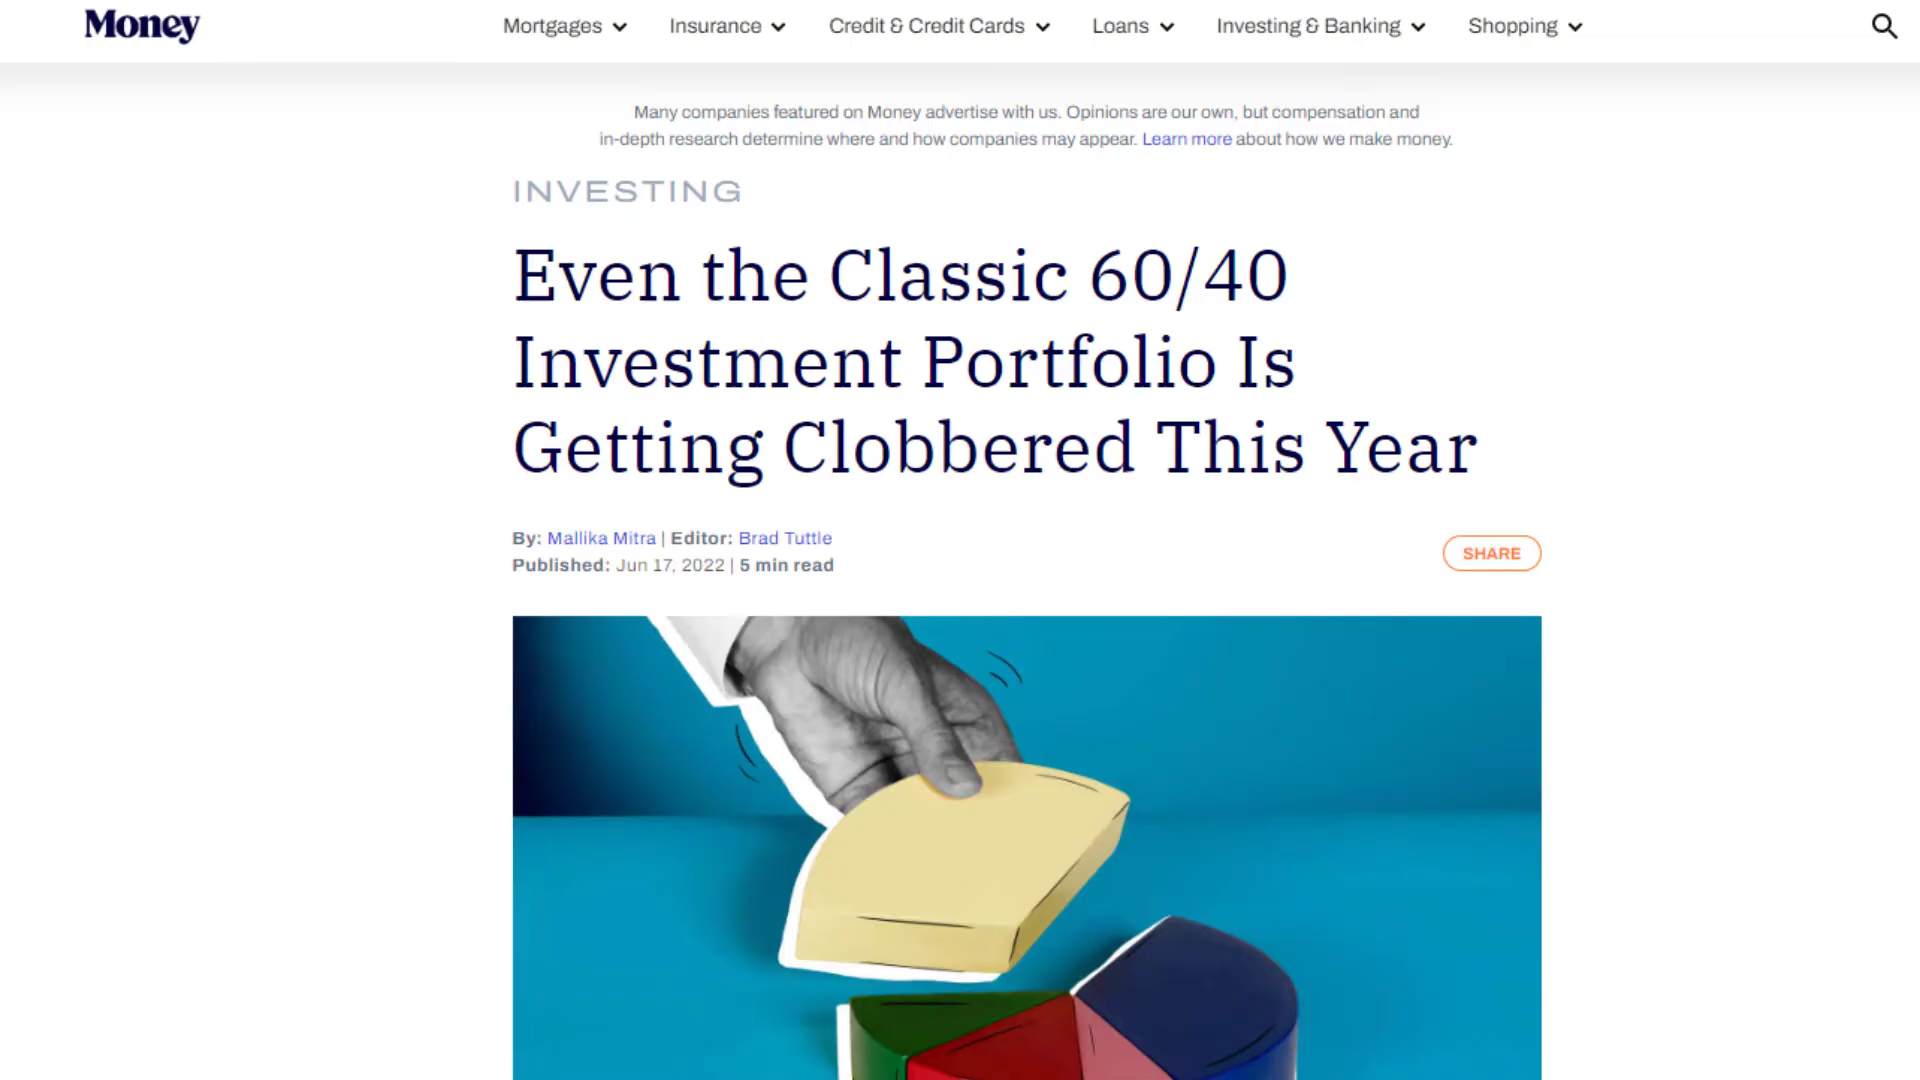 Money
Mortgages Insurance Credit & Credit Cards Loans Investing & Banking Shopping
Many companies featured on Money advertise with us. Opinions are our own, but compensation and
in-depth research determine where and how companies may appear. Learn more about how we make money.
INVESTING
Even the Classic 60/40
Investment Portfolio Is
Getting Clobbered This Year
By: Mallika Mitra | Editor: Brad Tuttle
Published: Jun 17, 2022 | 5 min read
SHARE